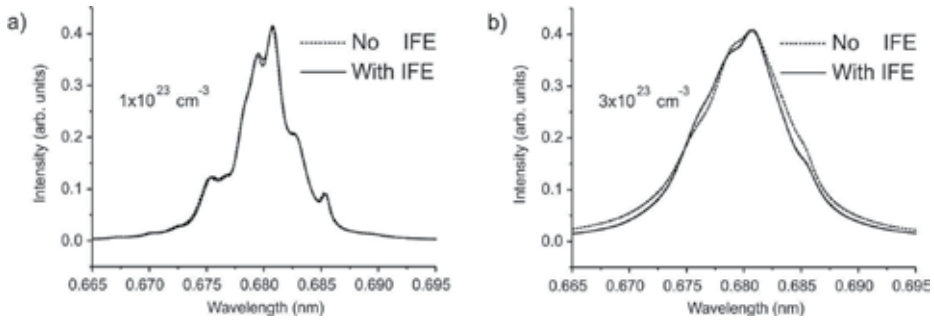 a)
Intensity (arb. units)
0.4
0.3
0.2
0.1
0.0
No IFE
With IFE
1x10²³ cm⁻³
0.665 0.670 0.675 0.680 0.685 0.690 0.695
Wavelength (nm)
b)
Intensity (arb. units)
0.4
0.3
0.2
0.1
0.0
No IFE
With IFE
3x10²³ cm⁻³
0.665 0.670 0.675 0.680 0.685 0.690 0.695
Wavelength (nm)